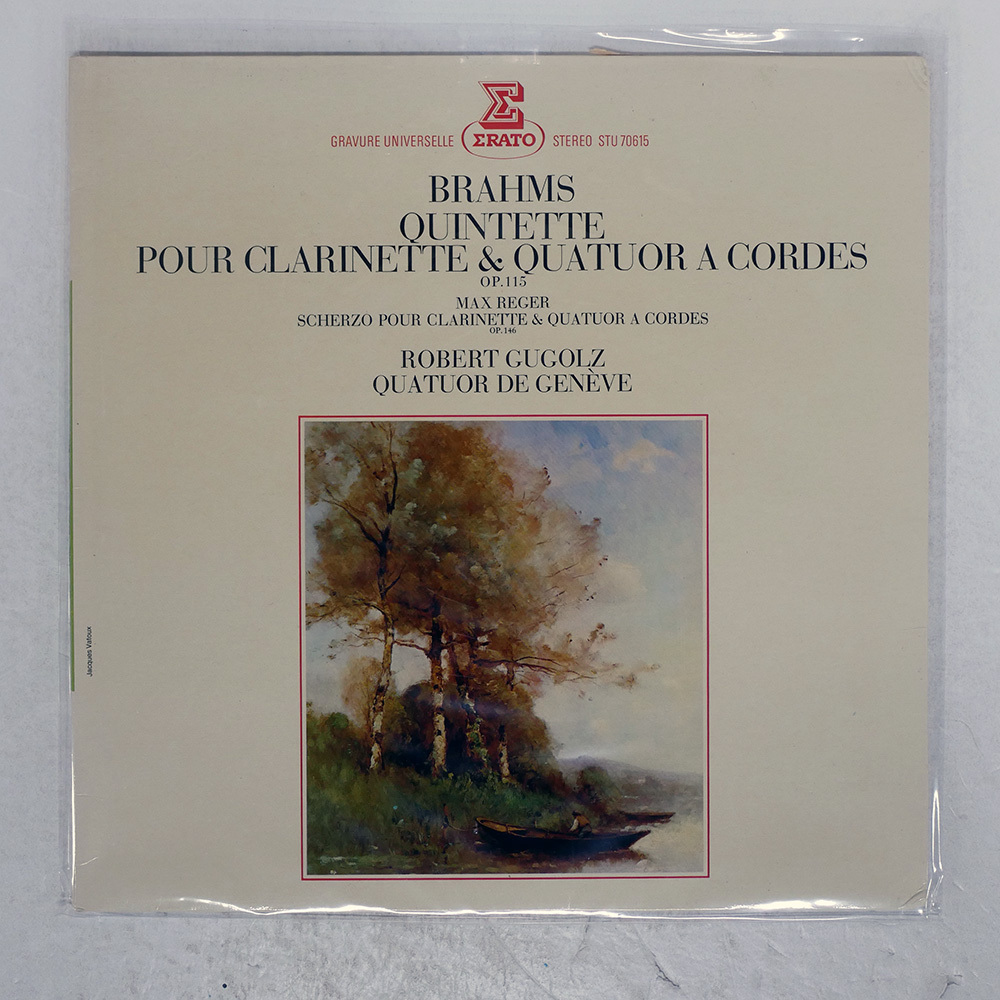 GRAVURE UNIVERSELLE ΣRATO STEREO STU 70615
BRAHMS
QUINTETTE
POUR CLARINETTE & QUATUOR A CORDES
OP.115
MAX REGER
SCHERZO POUR CLARINETTE & QUATUOR A CORDES
OP.146
ROBERT GUGOLZ
QUATUOR DE GENÈVE
Jacques Vatoux